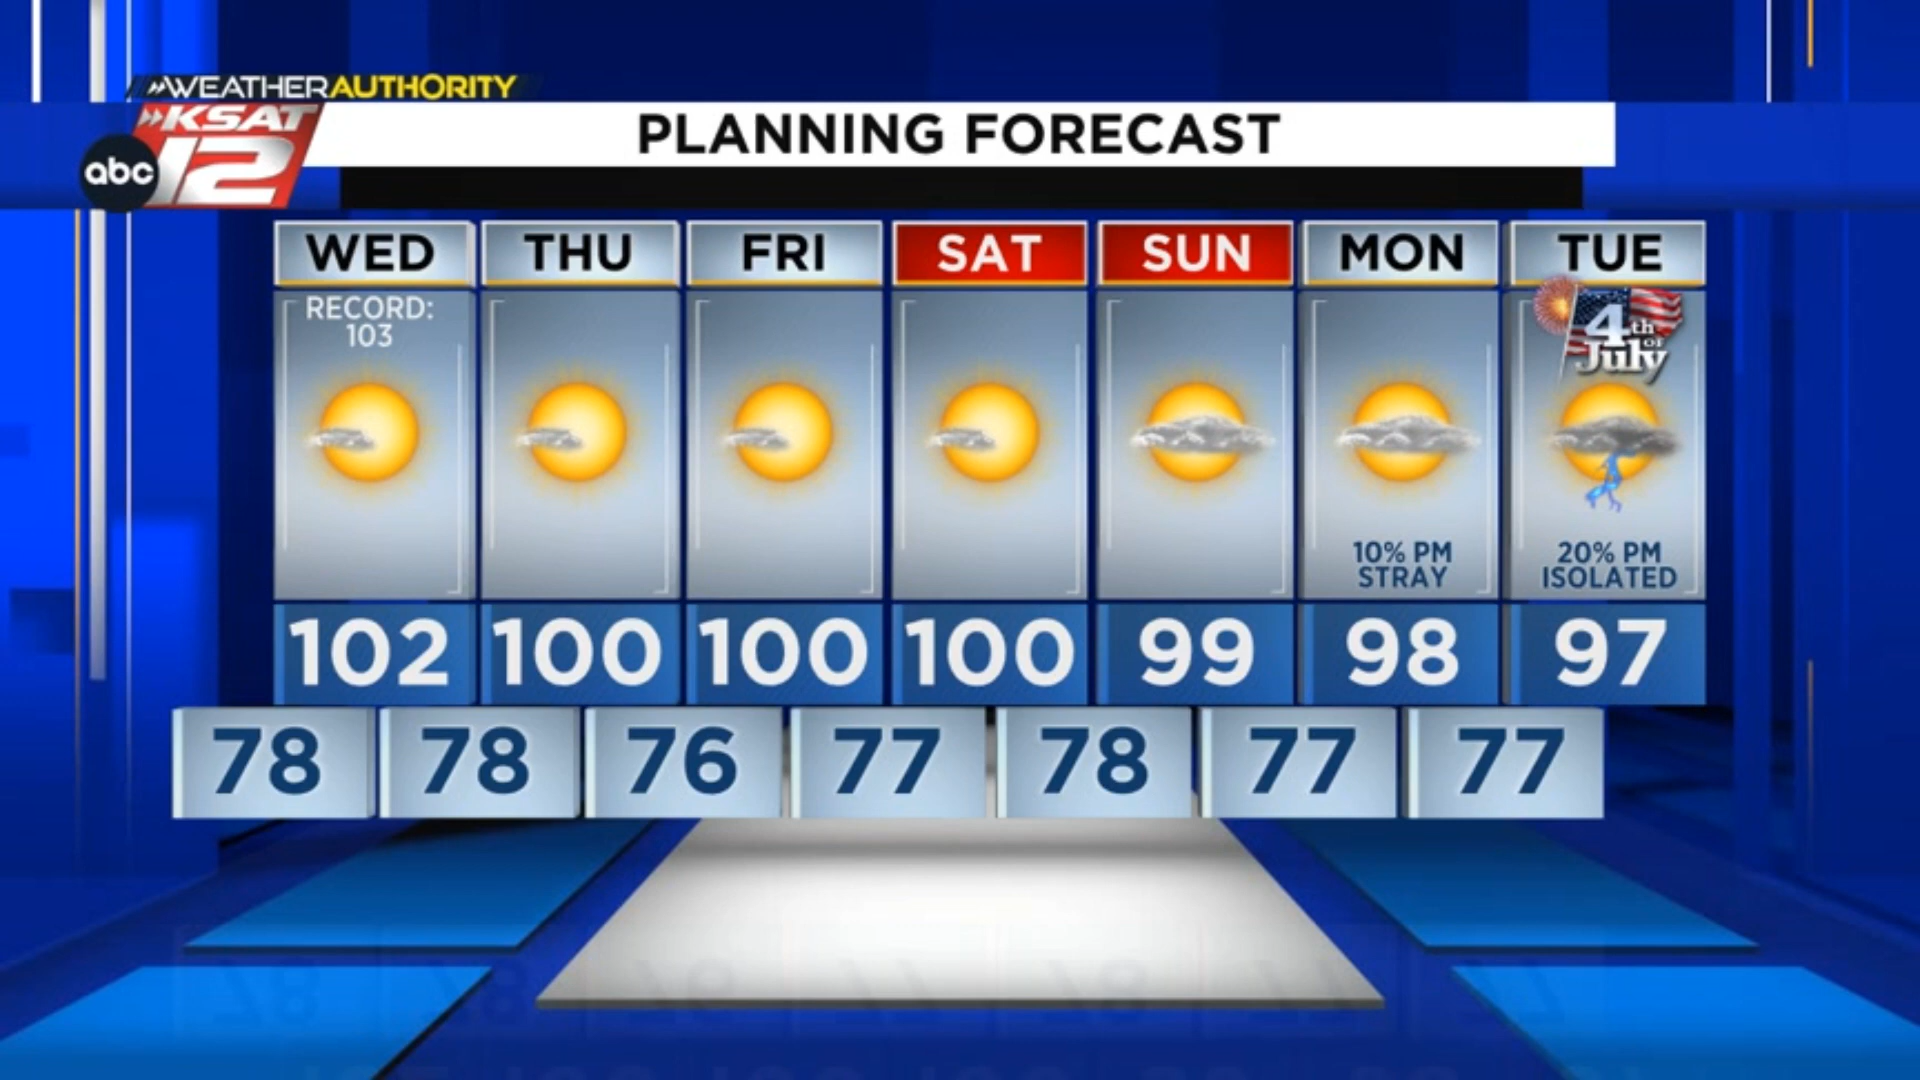 WEATHERAUTHORITY
KSAT
abc 12
PLANNING FORECAST
WED THU FRI SAT SUN MON TUE
RECORD:
103
4th
of
July
10% PM
STRAY
20% PM
ISOLATED
102 100 100 100 99 98 97
78 78 76 77 78 77 77